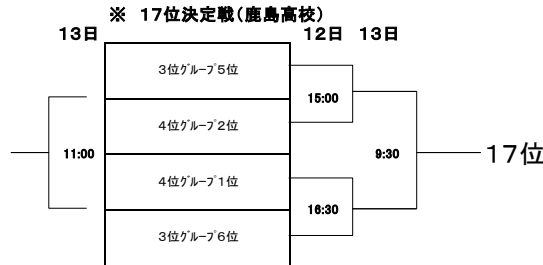 ※ 17位決定戦(鹿島高校)
13日 12日 13日
3位ｸﾞﾙｰﾌﾟ5位
15:00
4位ｸﾞﾙｰﾌﾟ2位
11:00 9:30 17位
4位ｸﾞﾙｰﾌﾟ1位
16:30
3位ｸﾞﾙｰﾌﾟ6位